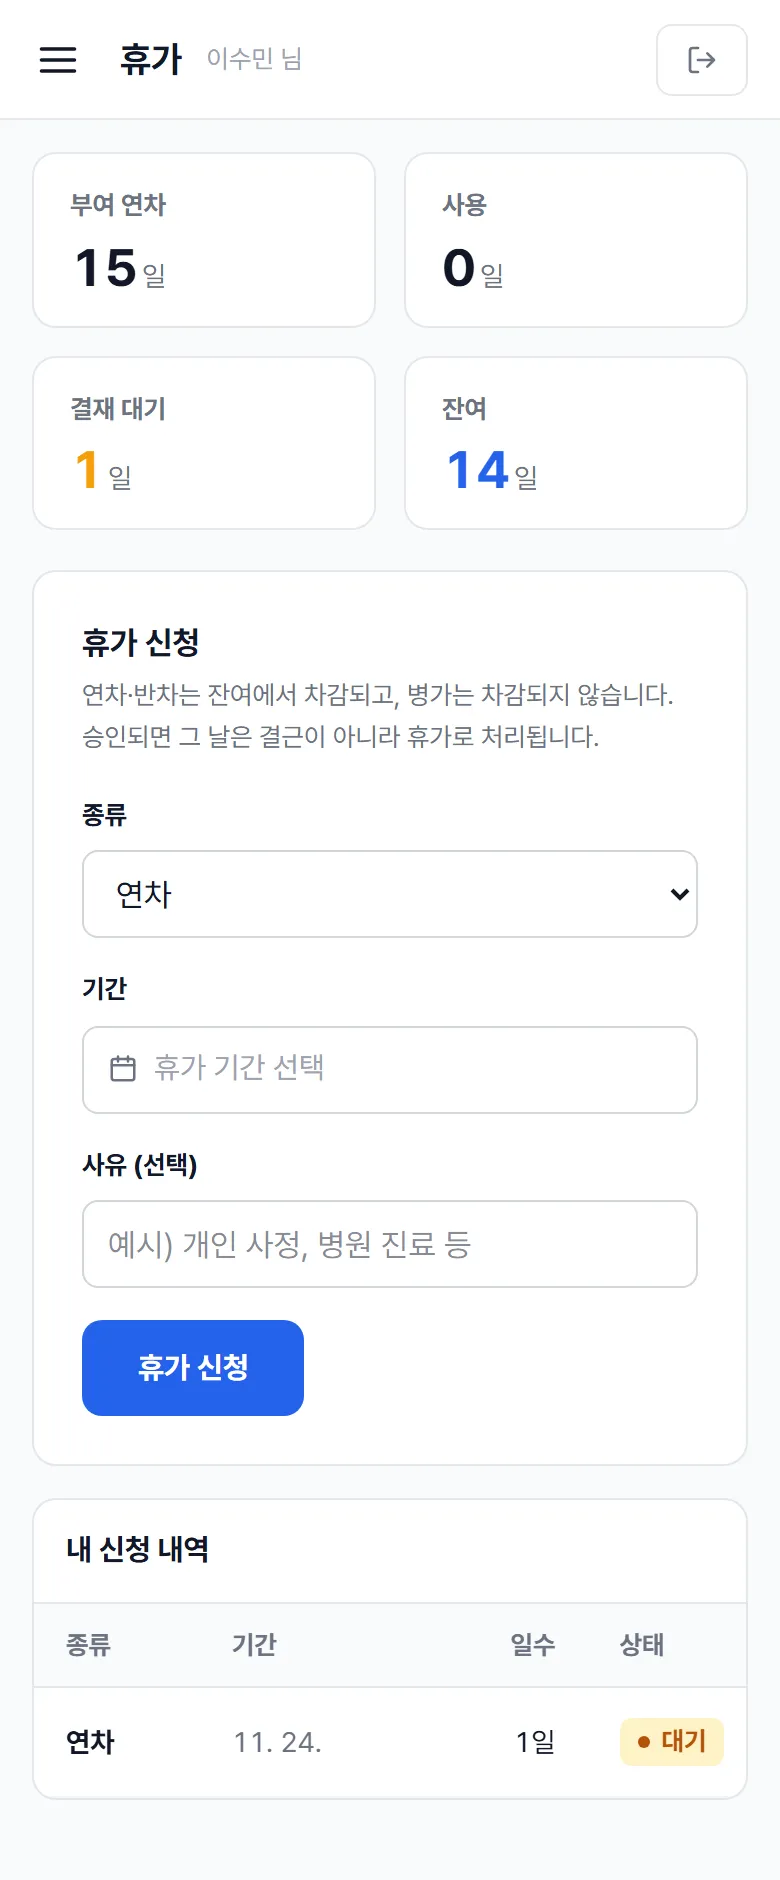 휴가 이수민 님
부여 연차
15일
사용
0일
결재 대기
1일
잔여
14일
휴가 신청
연차·반차는 잔여에서 차감되고, 병가는 차감되지 않습니다.
승인되면 그 날은 결근이 아니라 휴가로 처리됩니다.
종류
연차
기간
휴가 기간 선택
사유 (선택)
예시) 개인 사정, 병원 진료 등
휴가 신청
내 신청 내역
종류 기간 일수 상태
연차 11. 24. 1일 대기